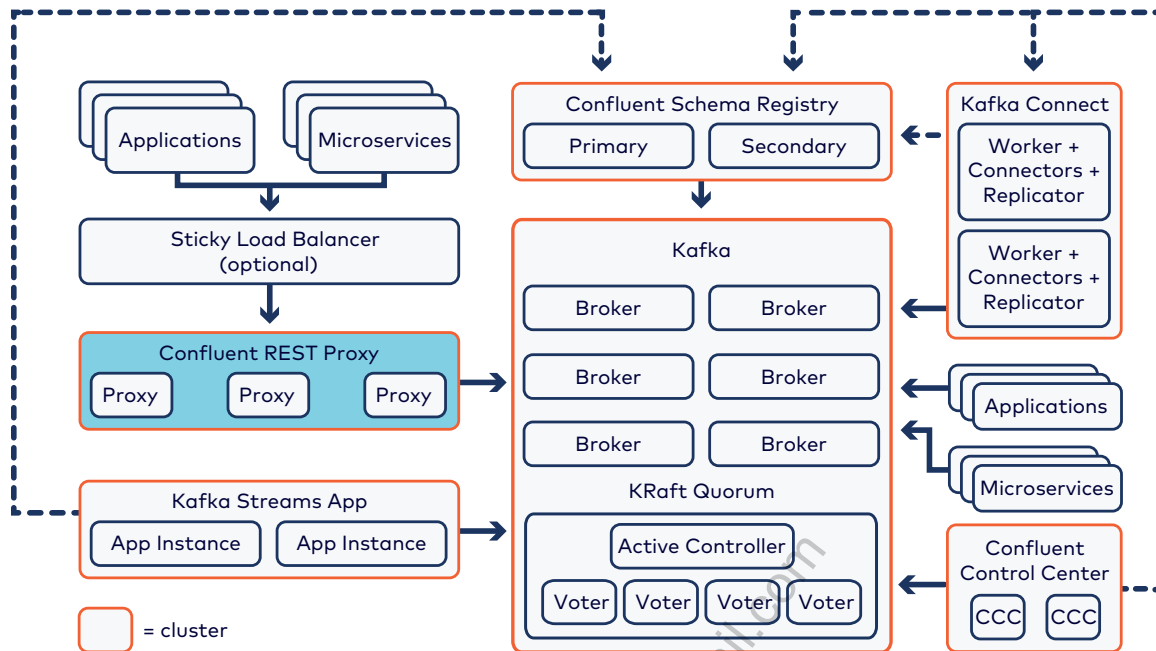 Applications
Microservices
Sticky Load Balancer
(optional)
Confluent REST Proxy
Proxy
Proxy
Proxy
Kafka Streams App
App Instance
App Instance
= cluster
Confluent Schema Registry
Primary
Secondary
Kafka
Broker
Broker
Broker
Broker
Broker
Broker
KRaft Quorum
Active Controller
Voter
Voter
Voter
Voter
Kafka Connect
Worker +
Connectors +
Replicator
Worker +
Connectors +
Replicator
Applications
Microservices
Confluent
Control Center
CCC
CCC